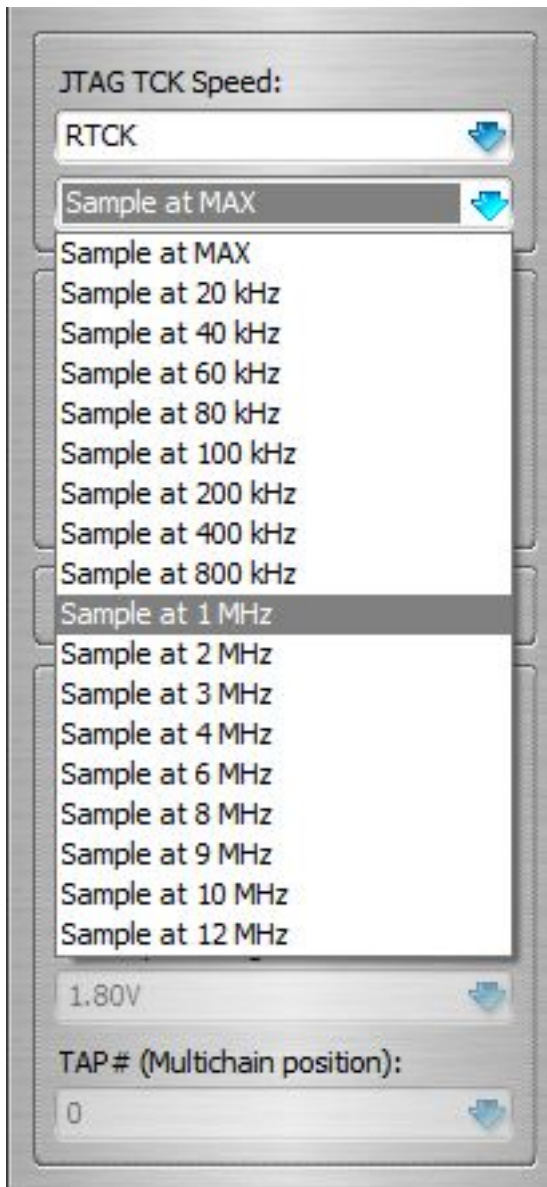 JTAG TCK Speed:
RTCK
Sample at MAX
Sample at MAX
Sample at 20 kHz
Sample at 40 kHz
Sample at 60 kHz
Sample at 80 kHz
Sample at 100 kHz
Sample at 200 kHz
Sample at 400 kHz
Sample at 800 kHz
Sample at 1 MHz
Sample at 2 MHz
Sample at 3 MHz
Sample at 4 MHz
Sample at 6 MHz
Sample at 8 MHz
Sample at 9 MHz
Sample at 10 MHz
Sample at 12 MHz
1.80V
TAP# (Multichain position):
0